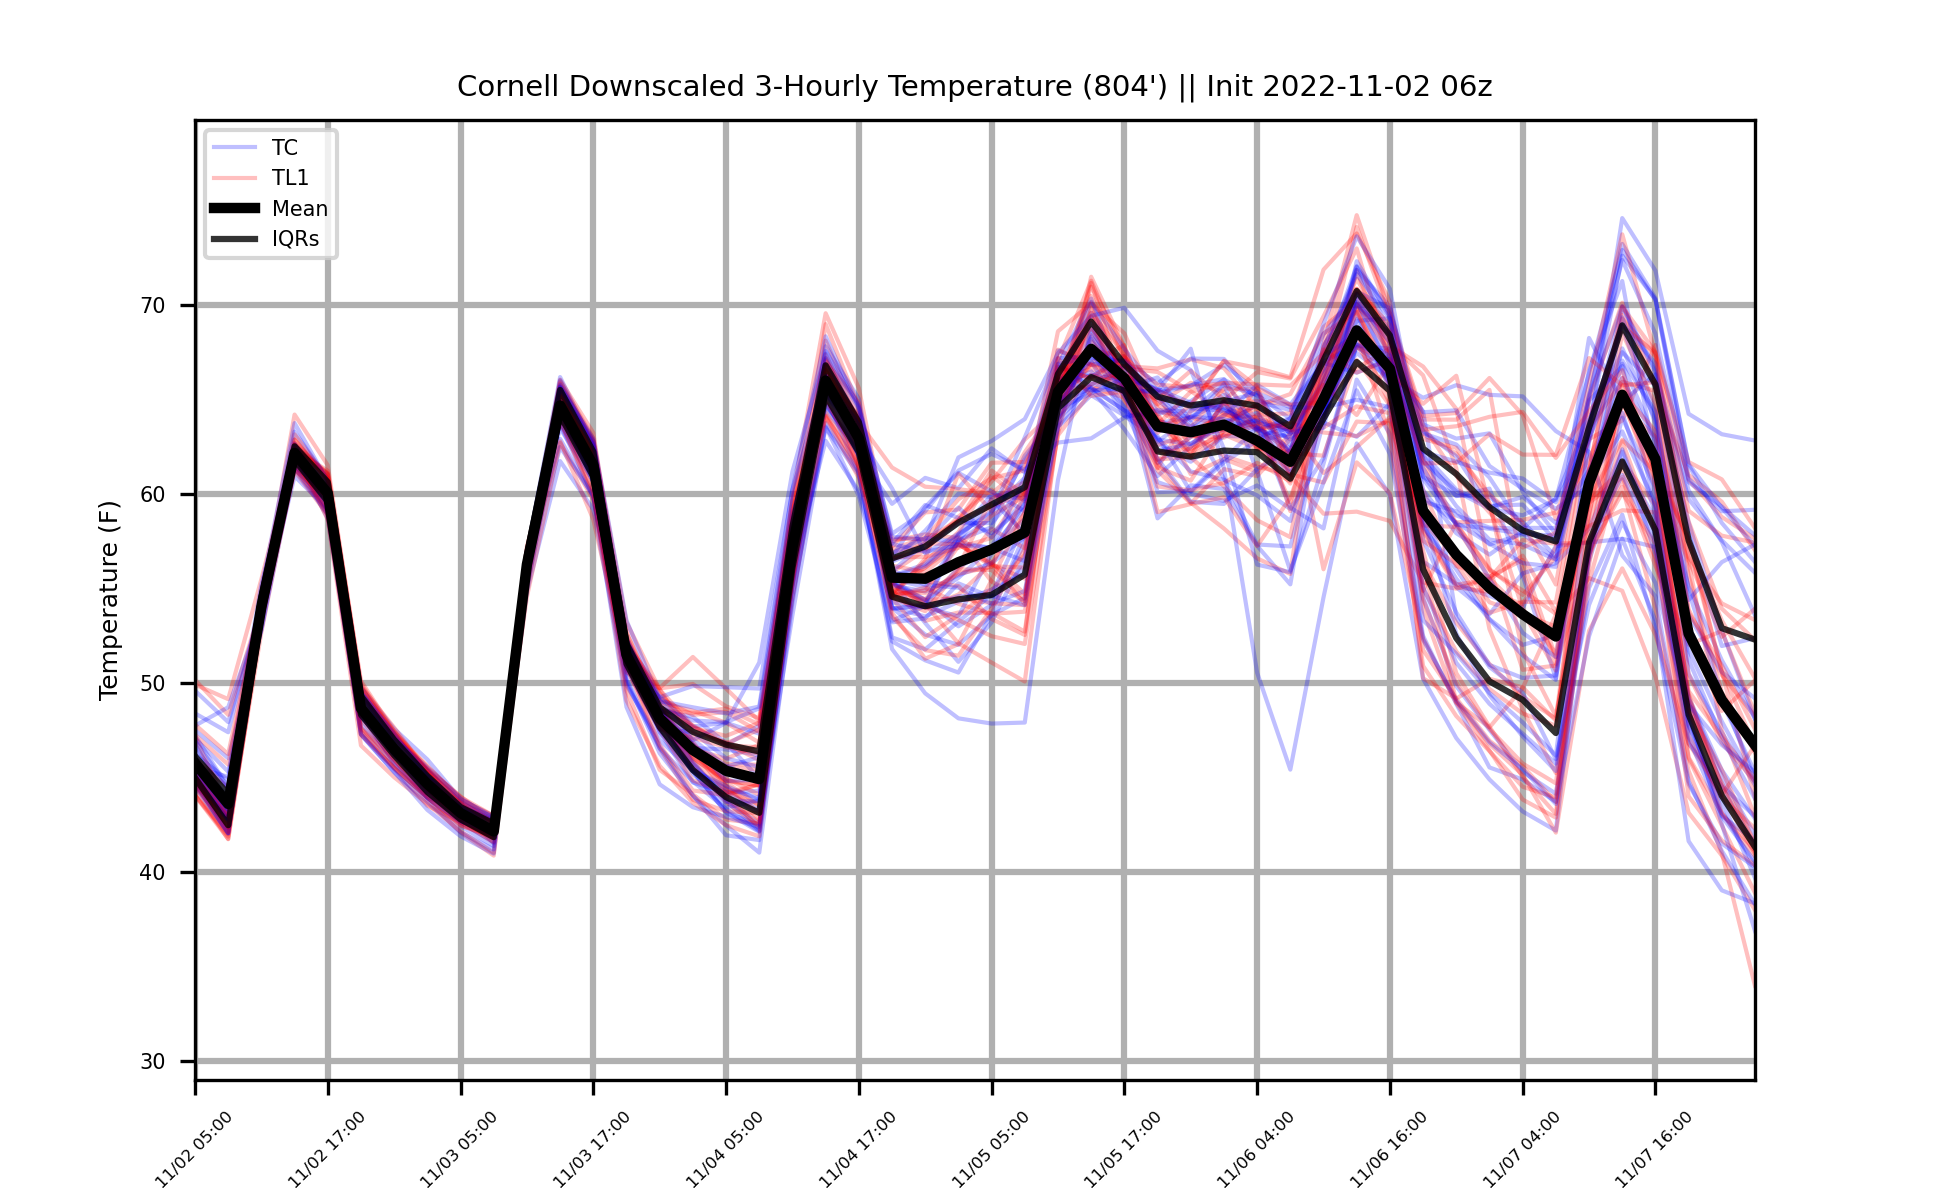 Cornell Downscaled 3-Hourly Temperature (804') || Init 2022-11-02 06z
TC
TL1
Mean
IQRs
Temperature (F)
70
60
50
40
30
11/02 05:00
11/02 17:00
11/03 05:00
11/03 17:00
11/04 05:00
11/04 17:00
11/05 05:00
11/05 17:00
11/06 04:00
11/06 16:00
11/07 04:00
11/07 16:00